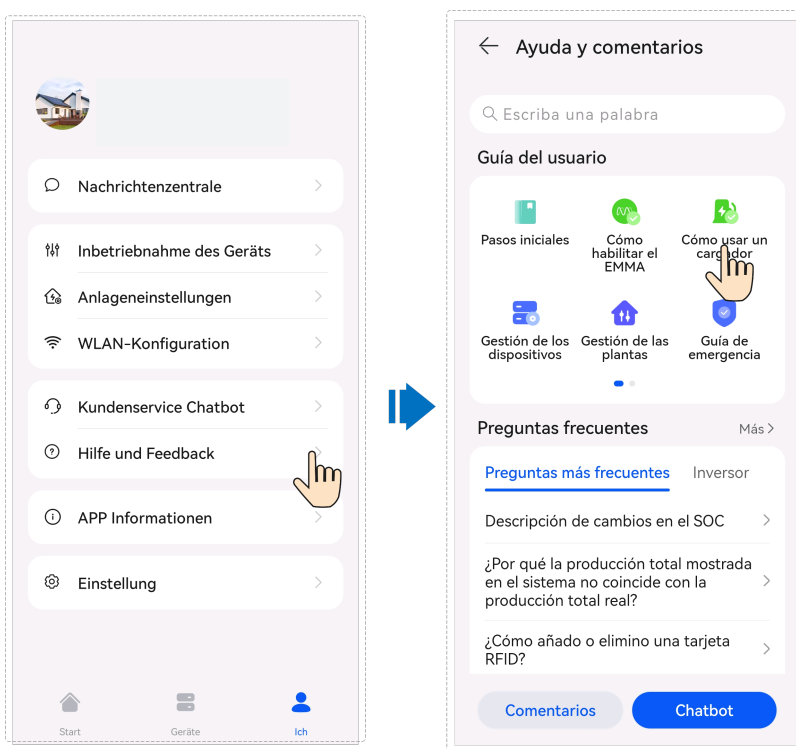 Nachrichtenzentrale
Inbetriebnahme des Geräts
Anlageneinstellungen
WLAN-Konfiguration
Kundenservice Chatbot
Hilfe und Feedback
APP Informationen
Einstellung
Start
Geräte
Ich
Ayuda y comentarios
Escriba una palabra
Guía del usuario
Pasos iniciales
Cómo
habilitar el
EMMA
Cómo usar un
cargador
Gestión de los
dispositivos
Gestión de las
plantas
Guía de
emergencia
Preguntas frecuentes
Más
Preguntas más frecuentes
Inversor
Descripción de cambios en el SOC
¿Por qué la producción total mostrada
en el sistema no coincide con la
producción total real?
¿Cómo añado o elimino una tarjeta
RFID?
Comentarios
Chatbot